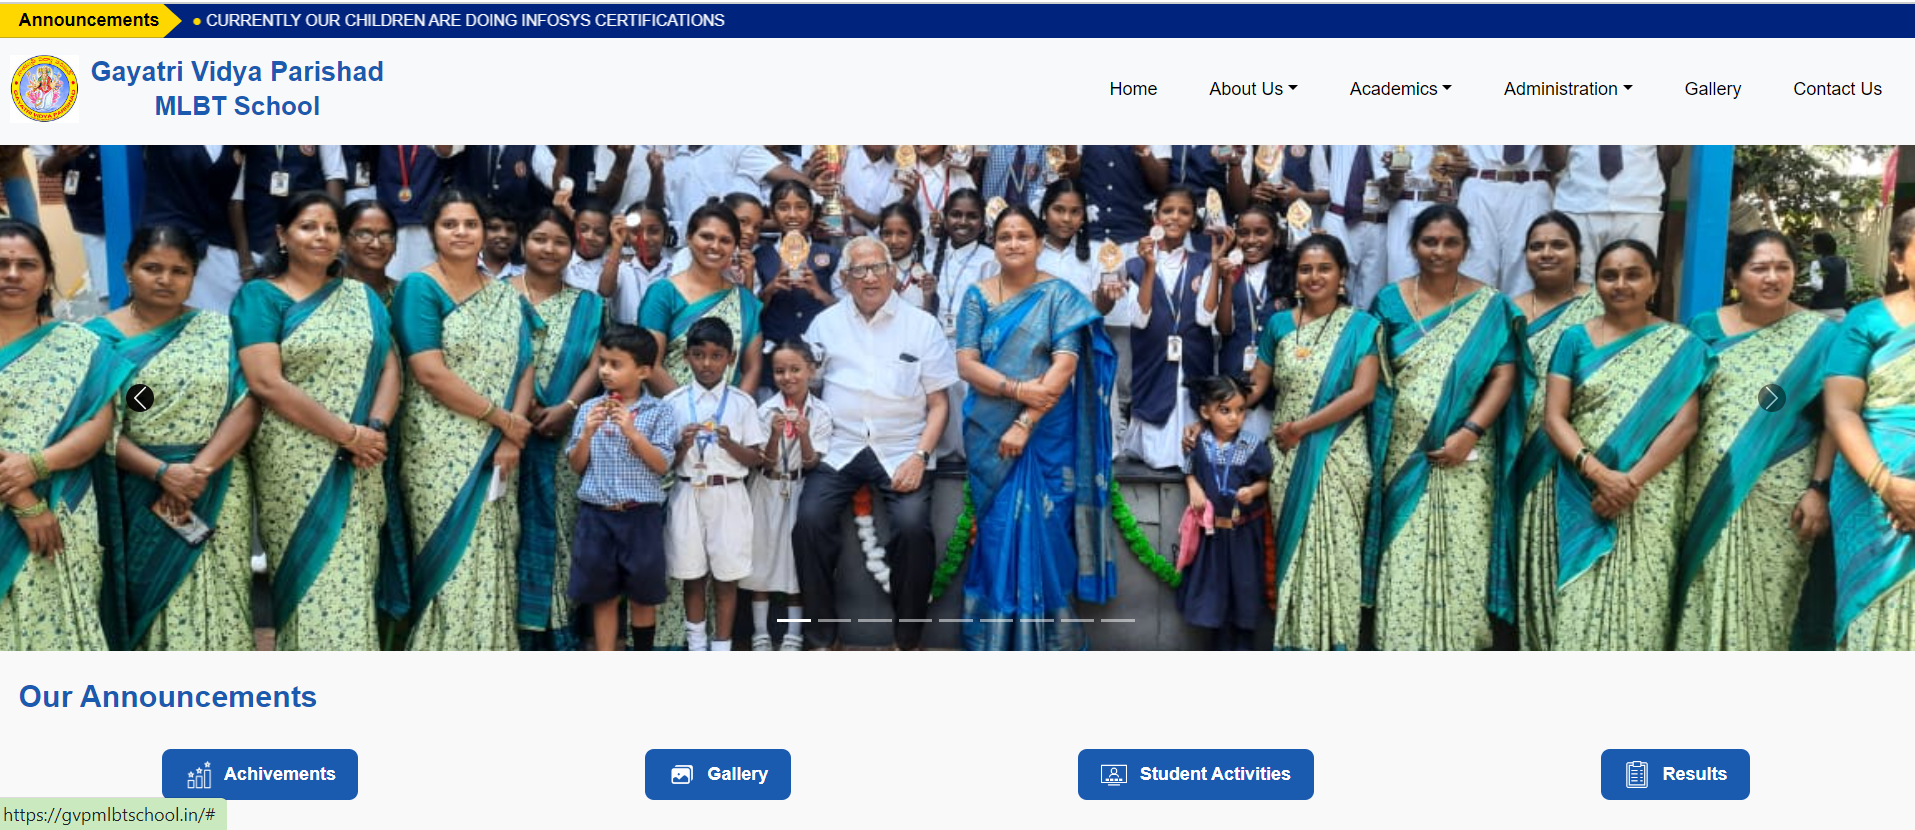 Announcements
● CURRENTLY OUR CHILDREN ARE DOING INFOSYS CERTIFICATIONS
Gayatri Vidya Parishad
MLBT School
Home
About Us
Academics
Administration
Gallery
Contact Us
Our Announcements
Achivements
Gallery
Student Activities
Results
https://gvpmlbtschool.in/#